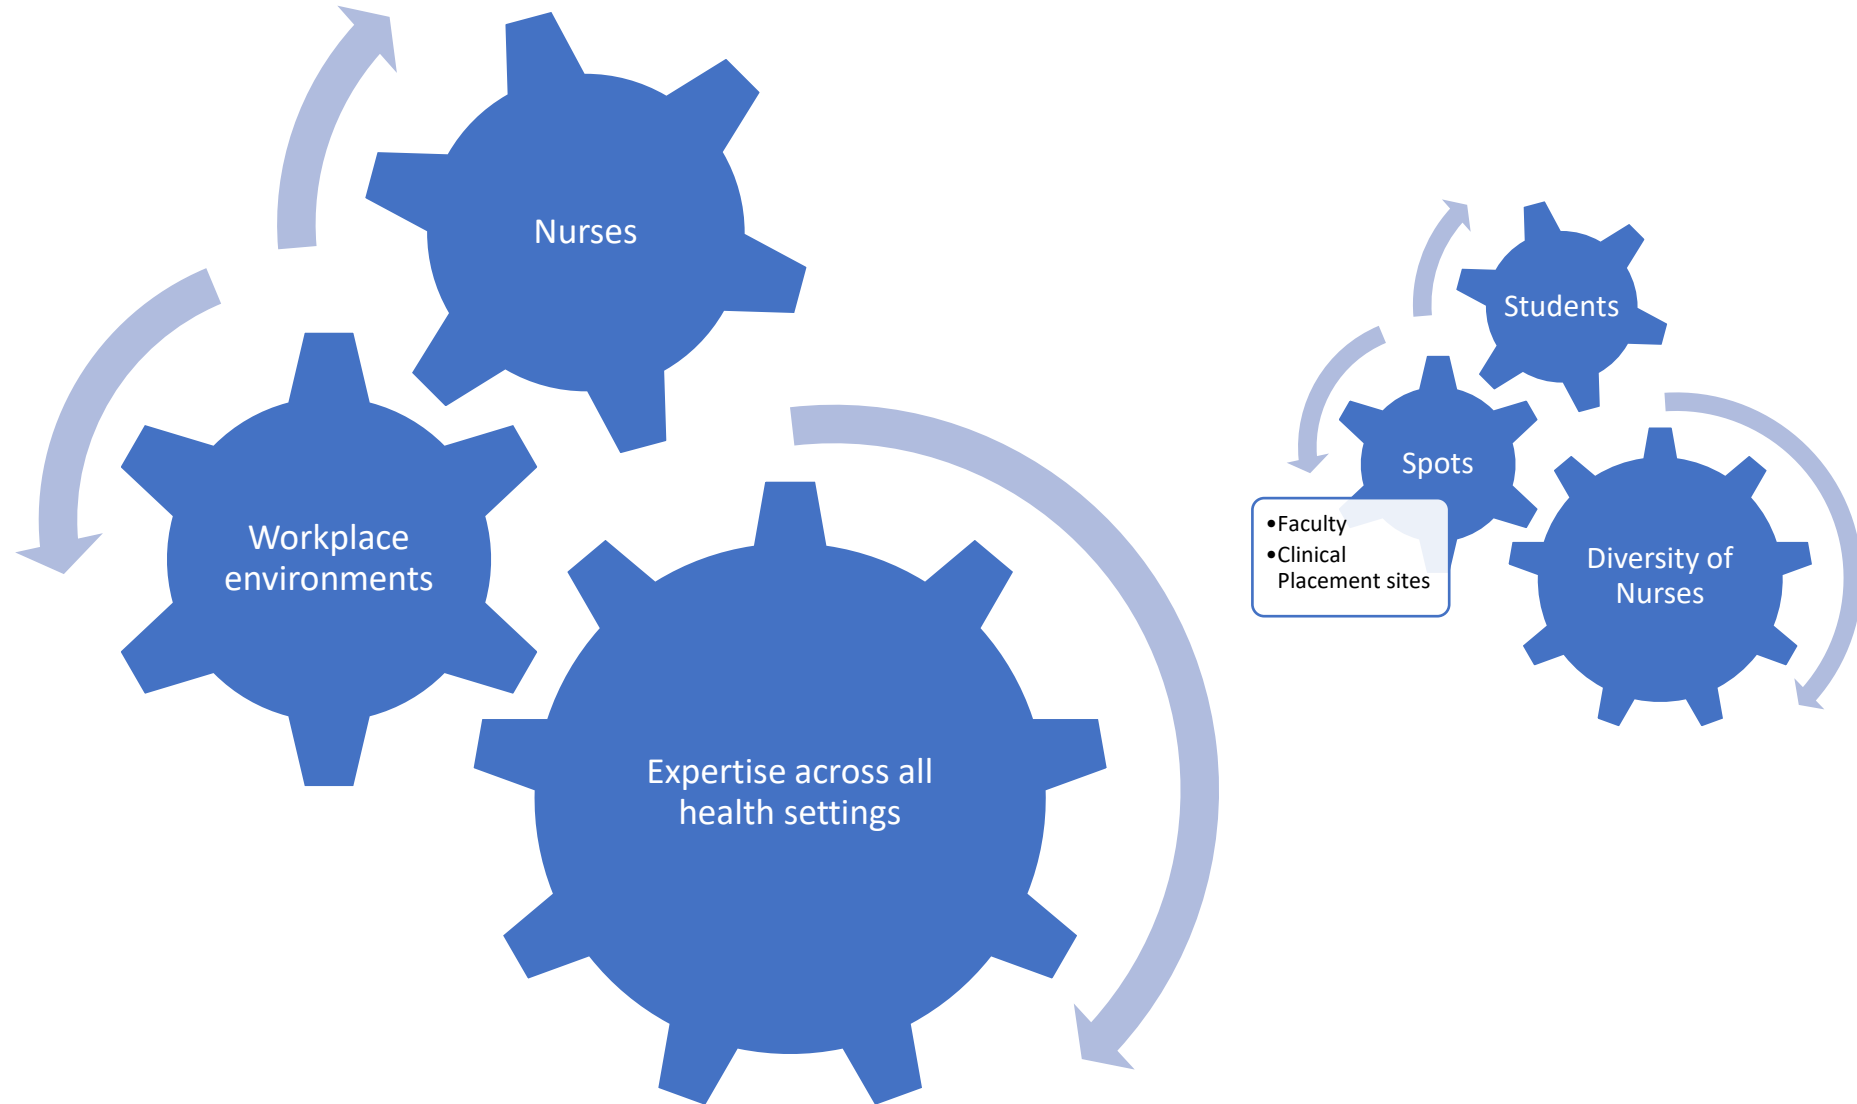 Nurses
Workplace
environments
Expertise across all
health settings
Students
Spots
•Faculty
•Clinical
Placement sites
Diversity of
Nurses